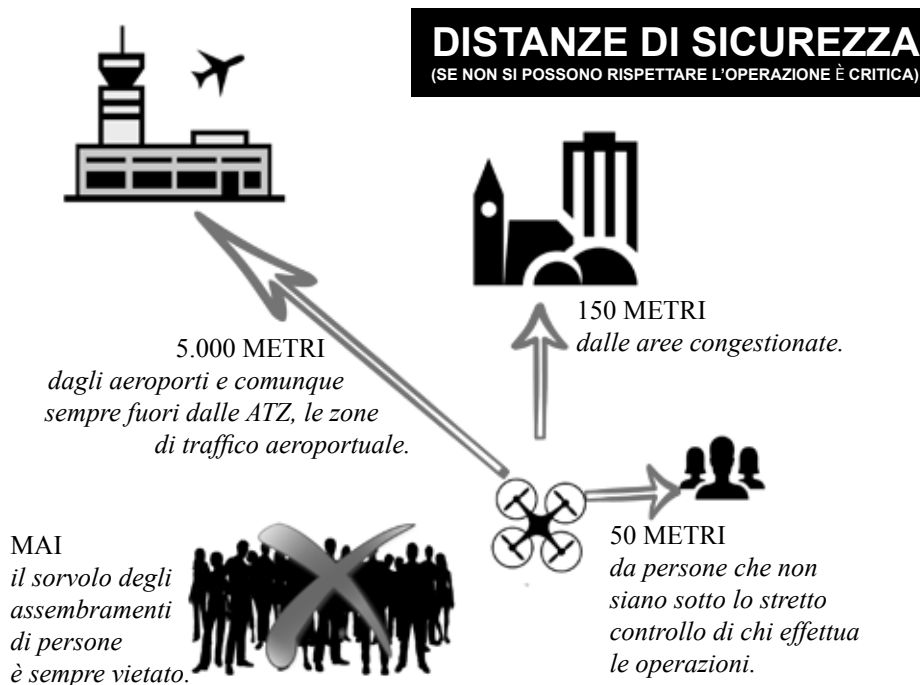 DISTANZE DI SICUREZZA
(SE NON SI POSSONO RISPETTARE L'OPERAZIONE È CRITICA)
150 METRI
dalle aree congestionate.
5.000 METRI
dagli aeroporti e comunque
sempre fuori dalle ATZ, le zone
di traffico aeroportuale.
50 METRI
da persone che non
siano sotto lo stretto
controllo di chi effettua
le operazioni.
MAI
il sorvolo degli
assembramenti
di persone
è sempre vietato.